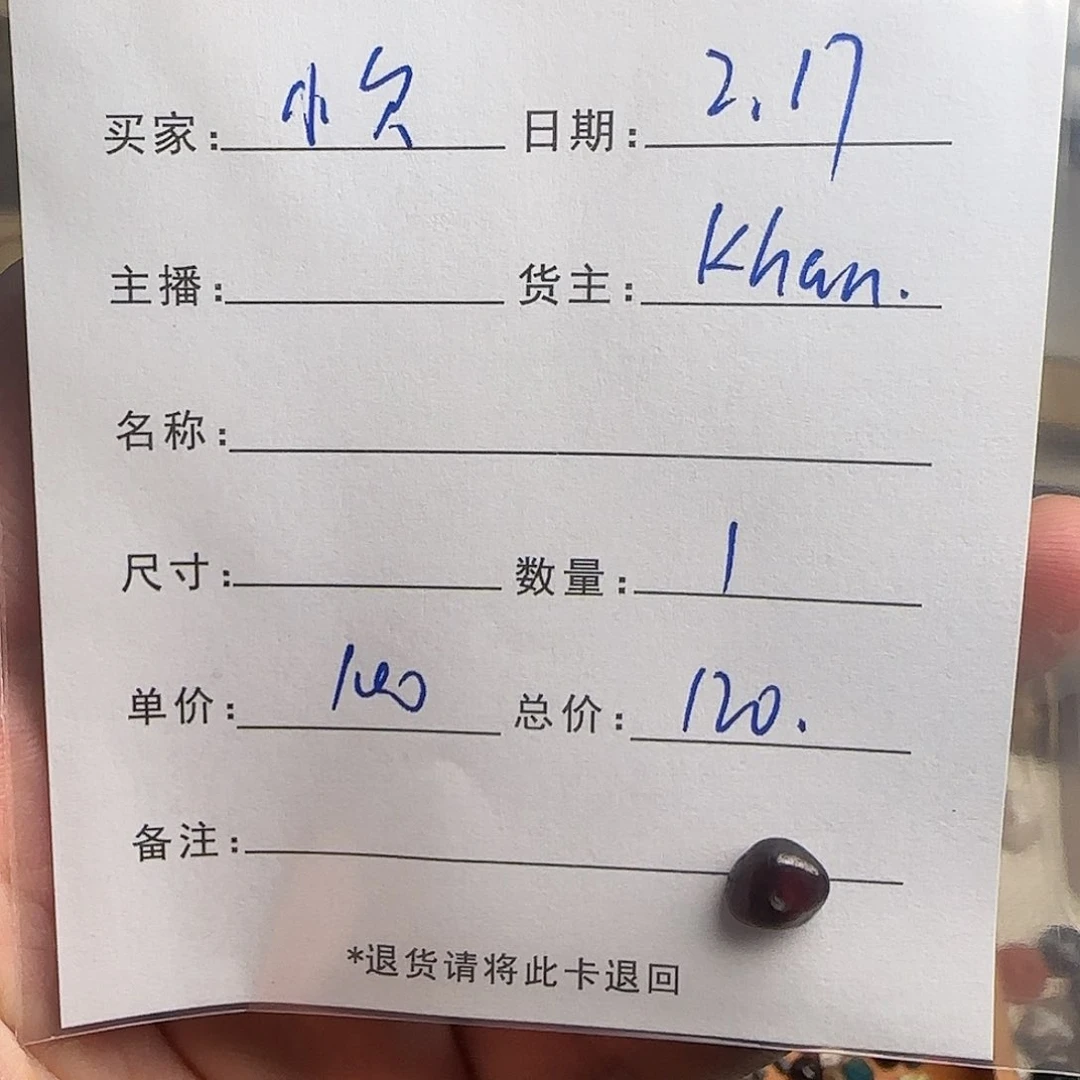 买家： 日期：2.17
主播： 货主：Khan.
名称：
尺寸： 数量：1
单价： 总价：120.
备注：
*退货请将此卡退回